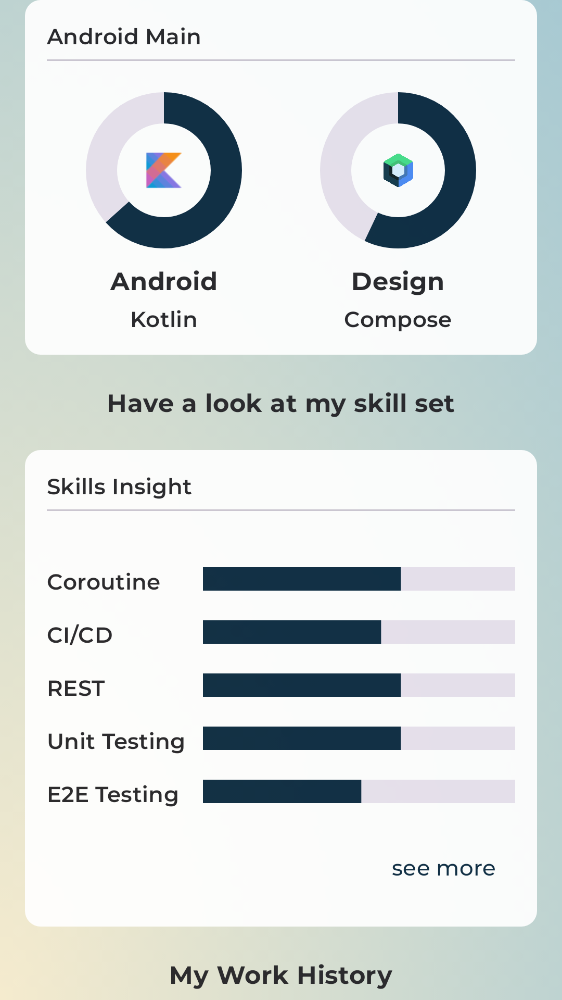 Android Main
Android
Design
Kotlin
Compose
Have a look at my skill set
Skills Insight
Coroutine
CI/CD
REST
Unit Testing
E2E Testing
see more
My Work History